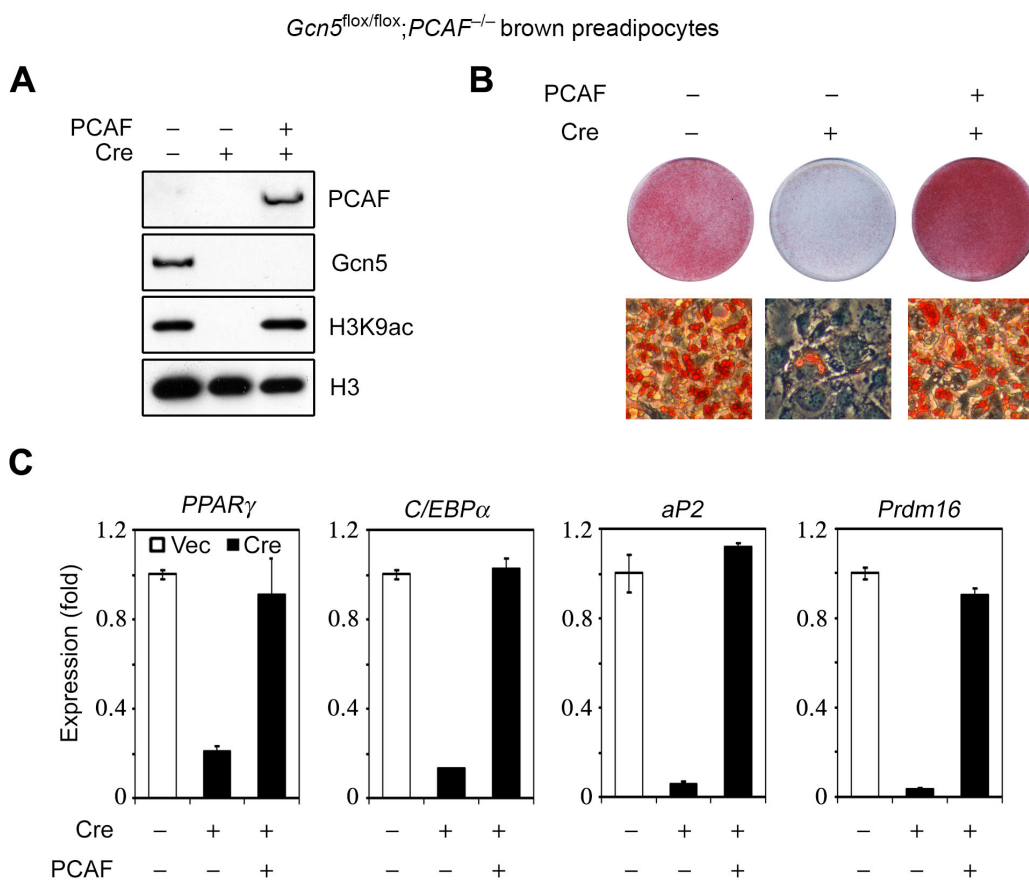 Gcn5flox/flox;PCAF–/– brown preadipocytes
A
PCAF – – +
Cre – + +
PCAF
Gcn5
H3K9ac
H3
B
PCAF – – +
Cre – + +
C
PPARγ C/EBPα aP2 Prdm16
Vec Cre
Expression (fold)
1.2 1.2 1.2 1.2
0.8 0.8 0.8 0.8
0.4 0.4 0.4 0.4
0 0 0 0
Cre – + + – + + – + + – + +
PCAF – – + – – + – – + – – +